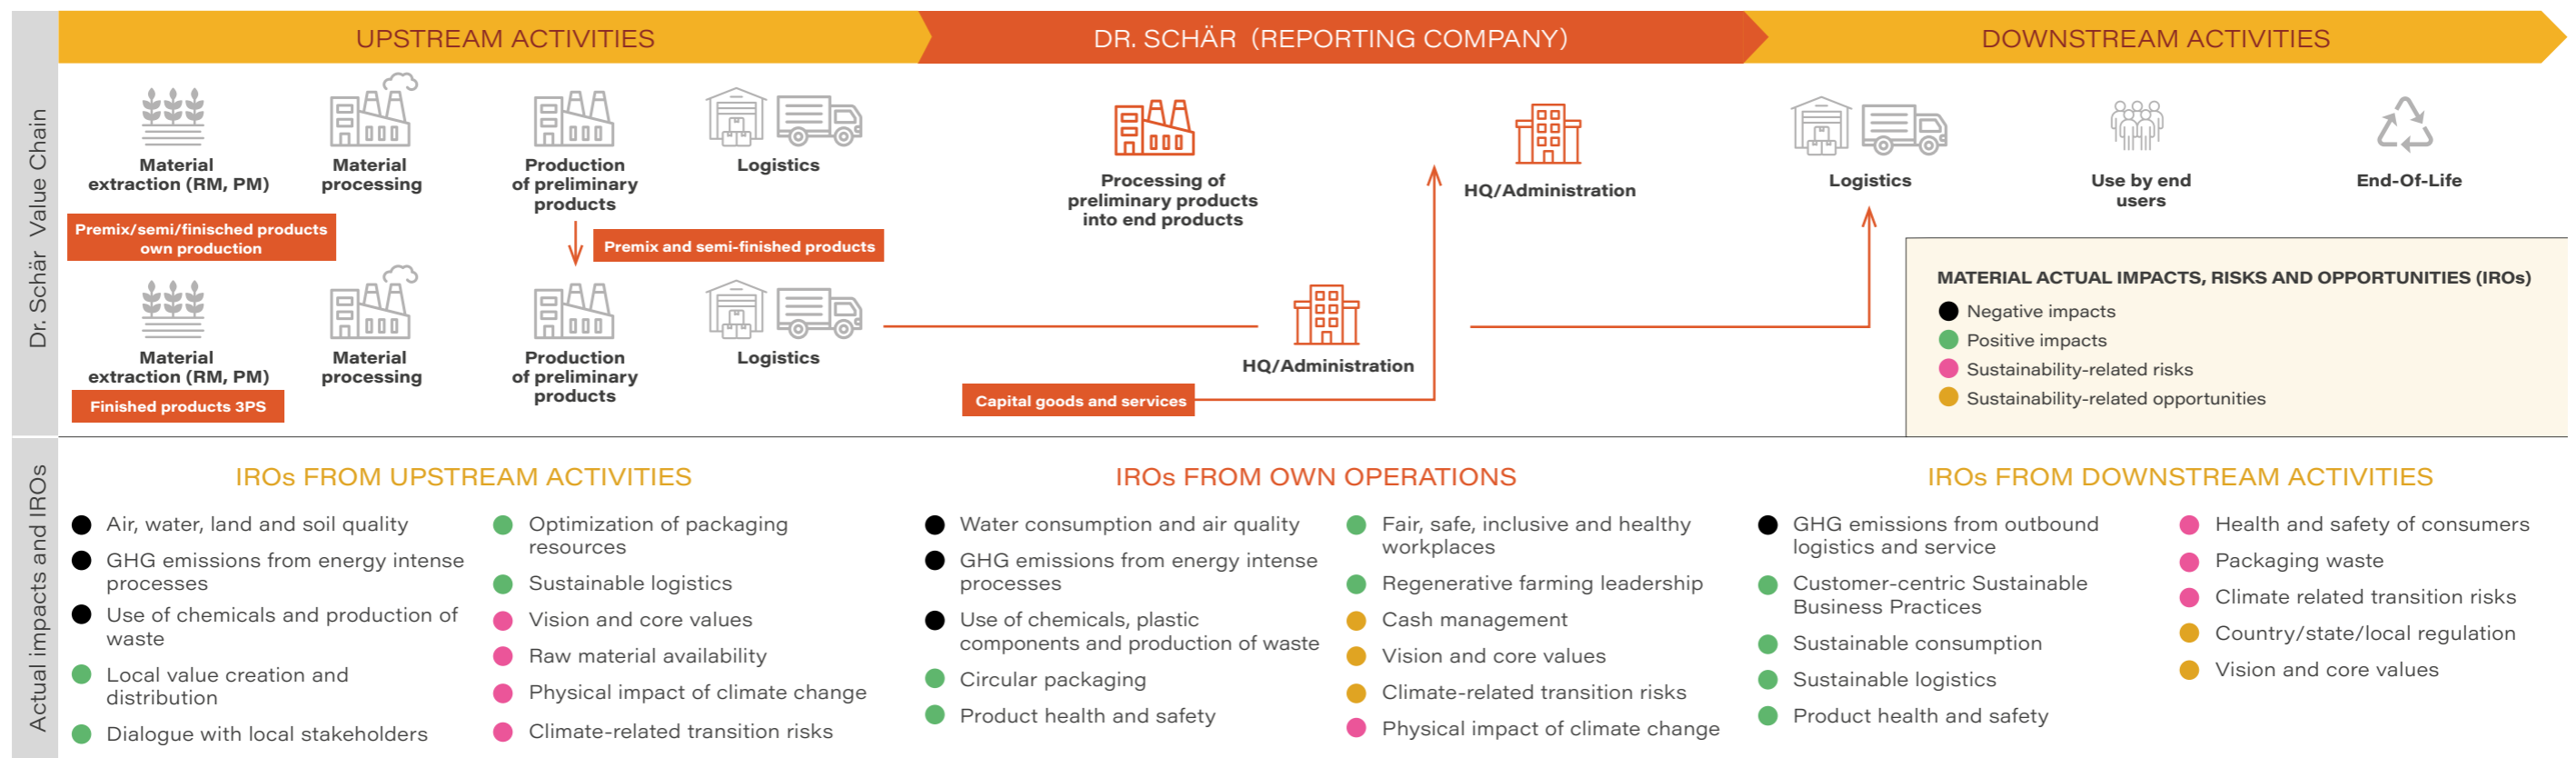 UPSTREAM ACTIVITIES
DR. SCHÄR (REPORTING COMPANY)
DOWNSTREAM ACTIVITIES
Dr. Schär Value Chain
Material
extraction (RM, PM)
Material
processing
Production
of preliminary
products
Logistics
Processing of
preliminary products
into end products
HQ/Administration
Logistics
Use by end
users
End-Of-Life
Premix/semi/finisched products
own production
Premix and semi-finished products
Material
extraction (RM, PM)
Material
processing
Production
of preliminary
products
Logistics
HQ/Administration
Finished products 3PS
Capital goods and services
MATERIAL ACTUAL IMPACTS, RISKS AND OPPORTUNITIES (IROs)
Negative impacts
Positive impacts
Sustainability-related risks
Sustainability-related opportunities
Actual impacts and IROs
IROs FROM UPSTREAM ACTIVITIES
Air, water, land and soil quality
GHG emissions from energy intense
processes
Use of chemicals and production of
waste
Local value creation and
distribution
Dialogue with local stakeholders
Optimization of packaging
resources
Sustainable logistics
Vision and core values
Raw material availability
Physical impact of climate change
Climate-related transition risks
IROs FROM OWN OPERATIONS
Water consumption and air quality
GHG emissions from energy intense
processes
Use of chemicals, plastic
components and production of waste
Circular packaging
Product health and safety
Fair, safe, inclusive and healthy
workplaces
Regenerative farming leadership
Cash management
Vision and core values
Climate-related transition risks
Physical impact of climate change
IROs FROM DOWNSTREAM ACTIVITIES
GHG emissions from outbound
logistics and service
Customer-centric Sustainable
Business Practices
Sustainable consumption
Sustainable logistics
Product health and safety
Health and safety of consumers
Packaging waste
Climate related transition risks
Country/state/local regulation
Vision and core values